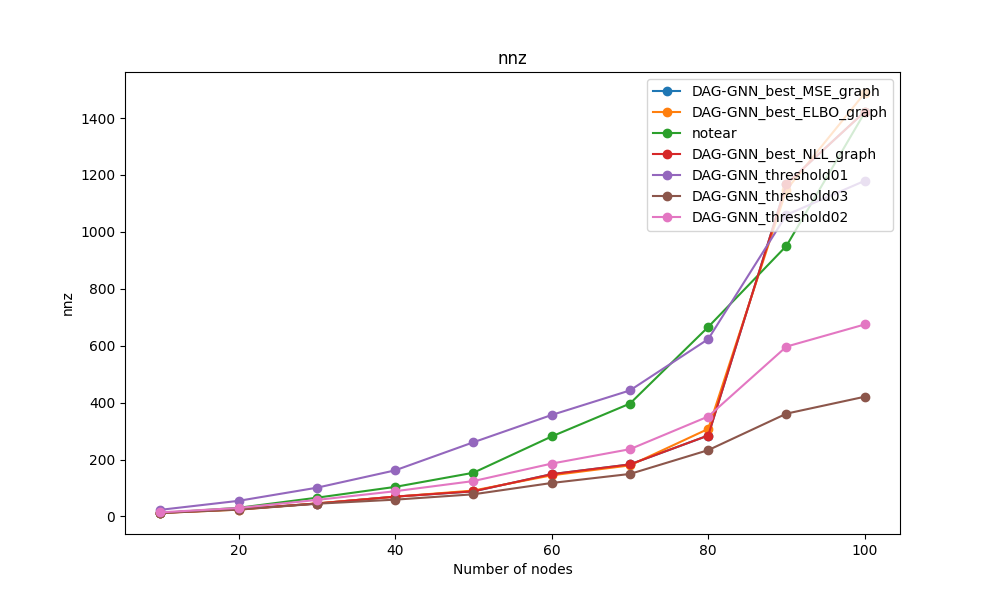 nnz
DAG-GNN_best_MSE_graph
DAG-GNN_best_ELBO_graph
notear
DAG-GNN_best_NLL_graph
DAG-GNN_threshold01
DAG-GNN_threshold03
DAG-GNN_threshold02
1400
1200
1000
800
600
400
200
0
nnz
20 40 60 80 100
Number of nodes